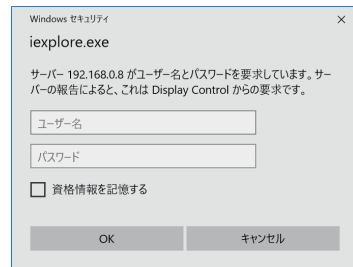 Windows セキュリティ
iexplore.exe
サーバー 192.168.0.8 がユーザー名とパスワードを要求しています。サー
バーの報告によると、これは Display Control からの要求です。
ユーザー名
パスワード
資格情報を記憶する
OK キャンセル